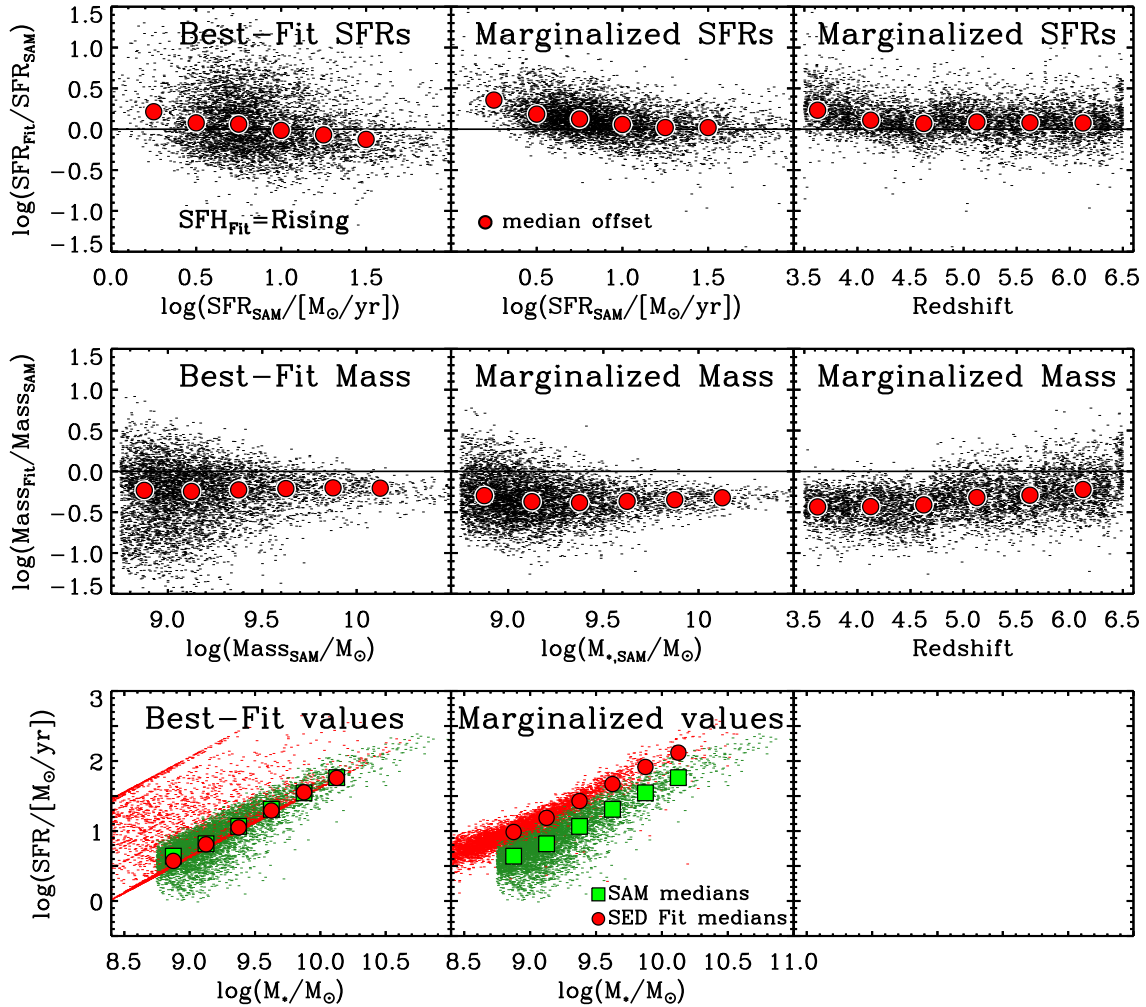 Best-Fit SFRs Marginalized SFRs Marginalized SFRs
log(SFR_Fit/SFR_SAM)
1.5
1.0
0.5
0.0
−0.5
−1.0
−1.5
SFH_Fit=Rising
median offset
0.0 0.5 1.0 1.5 0.5 1.0 1.5 3.5 4.0 4.5 5.0 5.5 6.0 6.5
log(SFR_SAM/[M_⊙/yr]) log(SFR_SAM/[M_⊙/yr]) Redshift
Best-Fit Mass Marginalized Mass Marginalized Mass
log(Mass_Fit/Mass_SAM)
1.5
1.0
0.5
0.0
−0.5
−1.0
−1.5
9.0 9.5 10 9.0 9.5 10 3.5 4.0 4.5 5.0 5.5 6.0 6.5
log(Mass_SAM/M_⊙) log(M_*,SAM/M_⊙) Redshift
Best-Fit values Marginalized values
log(SFR/[M_⊙/yr])
3
2
1
0
SAM medians
SED Fit medians
8.5 9.0 9.5 10.0 10.5 8.5 9.0 9.5 10.0 10.5 11.0
log(M_*/M_⊙) log(M_*/M_⊙)